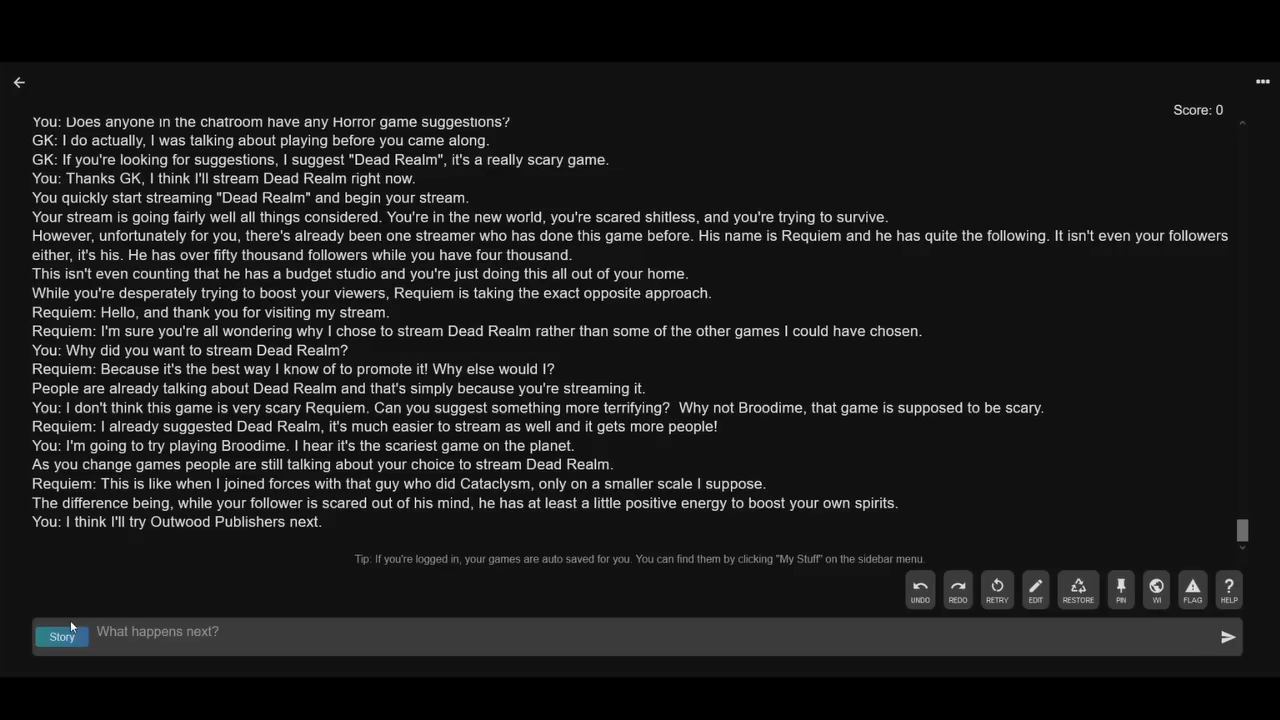 Score: 0
You: Does anyone in the chatroom have any Horror game suggestions?
GK: I do actually, I was talking about playing before you came along.
GK: If you're looking for suggestions, I suggest "Dead Realm", it's a really scary game.
You: Thanks GK, I think I'll stream Dead Realm right now.
You quickly start streaming "Dead Realm" and begin your stream.
Your stream is going fairly well all things considered. You're in the new world, you're scared shitless, and you're trying to survive.
However, unfortunately for you, there's already been one streamer who has done this game before. His name is Requiem and he has quite the following. It isn't even your followers
either, it's his. He has over fifty thousand followers while you have four thousand.
This isn't even counting that he has a budget studio and you're just doing this all out of your home.
While you're desperately trying to boost your viewers, Requiem is taking the exact opposite approach.
Requiem: Hello, and thank you for visiting my stream.
Requiem: I'm sure you're all wondering why I chose to stream Dead Realm rather than some of the other games I could have chosen.
You: Why did you want to stream Dead Realm?
Requiem: Because it's the best way I know of to promote it! Why else would I?
People are already talking about Dead Realm and that's simply because you're streaming it.
You: I don't think this game is very scary Requiem. Can you suggest something more terrifying?  Why not Broodime, that game is supposed to be scary.
Requiem: I already suggested Dead Realm, it's much easier to stream as well and it gets more people!
You: I'm going to try playing Broodime. I hear it's the scariest game on the planet.
As you change games people are still talking about your choice to stream Dead Realm.
Requiem: This is like when I joined forces with that guy who did Cataclysm, only on a smaller scale I suppose.
The difference being, while your follower is scared out of his mind, he has at least a little positive energy to boost your own spirits.
You: I think I'll try Outwood Publishers next.
Tip: If you're logged in, your games are auto saved for you. You can find them by clicking "My Stuff" on the sidebar menu.
UNDO REDO RETRY EDIT RESTORE PIN WI FLAG HELP
Story What happens next?